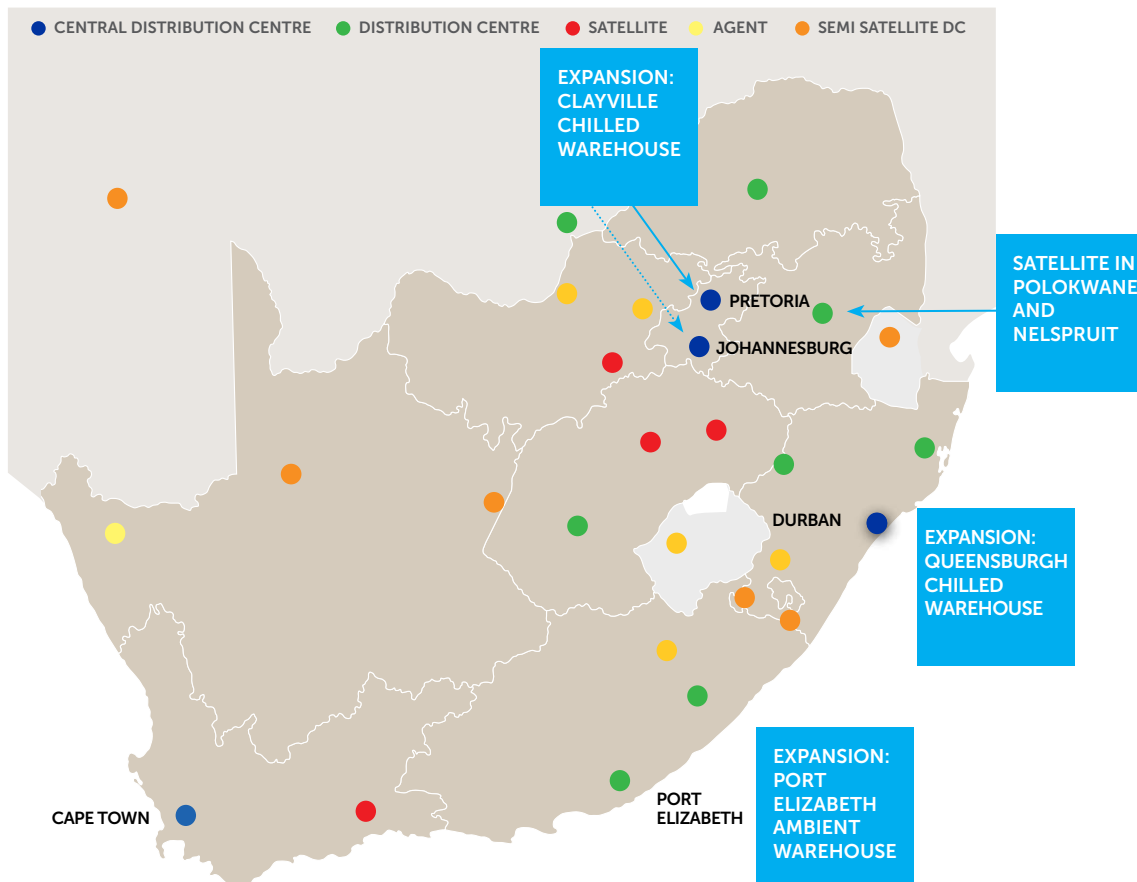 CENTRAL DISTRIBUTION CENTRE DISTRIBUTION CENTRE SATELLITE AGENT SEMI SATELLITE DC
EXPANSION:
CLAYVILLE
CHILLED
WAREHOUSE
SATELLITE IN
POLOKWANE
AND
NELSPRUIT
PRETORIA
JOHANNESBURG
DURBAN
EXPANSION:
QUEENSBURGH
CHILLED
WAREHOUSE
EXPANSION:
PORT
ELIZABETH
AMBIENT
WAREHOUSE
PORT
ELIZABETH
CAPE TOWN